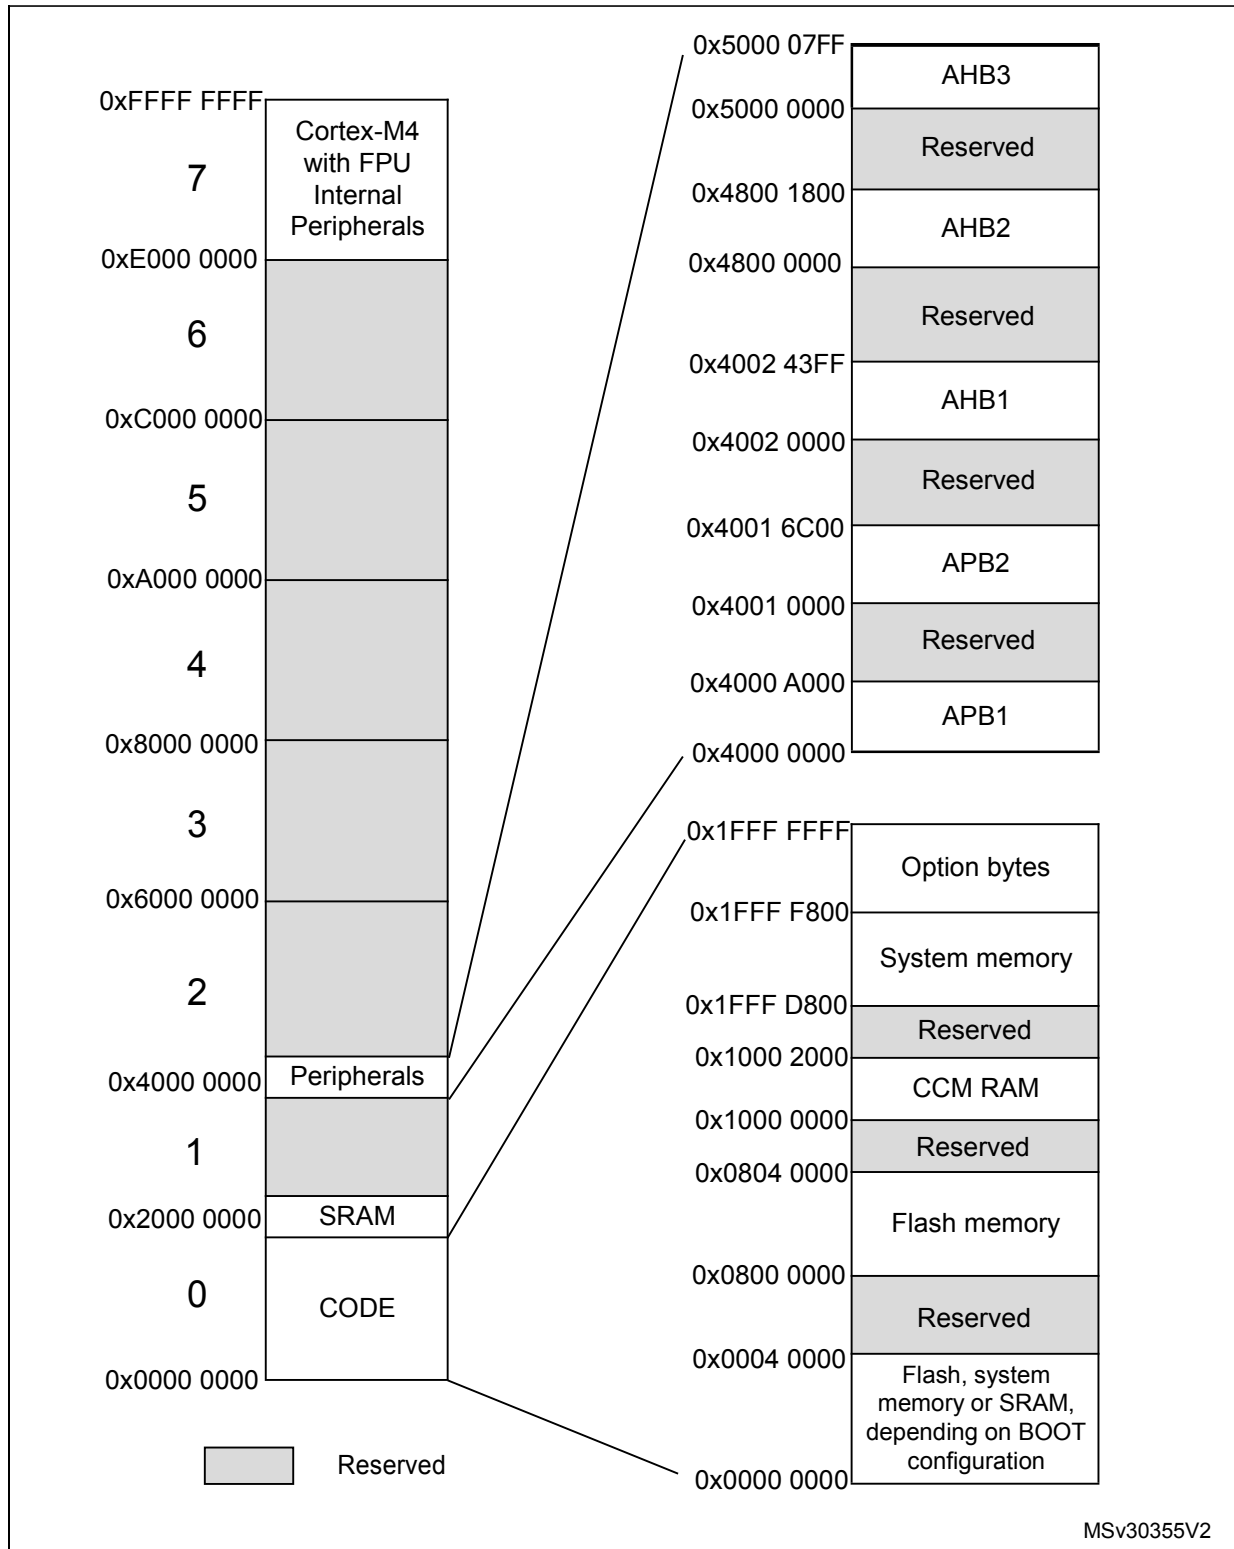 0xFFFF FFFF
Cortex-M4
with FPU
Internal
Peripherals
7
0xE000 0000
6
0xC000 0000
5
0xA000 0000
4
0x8000 0000
3
0x6000 0000
2
0x4000 0000
Peripherals
1
0x2000 0000
SRAM
0
CODE
0x0000 0000
Reserved
0x5000 07FF
AHB3
0x5000 0000
Reserved
0x4800 1800
AHB2
0x4800 0000
Reserved
0x4002 43FF
AHB1
0x4002 0000
Reserved
0x4001 6C00
APB2
0x4001 0000
Reserved
0x4000 A000
APB1
0x4000 0000
0x1FFF FFFF
Option bytes
0x1FFF F800
System memory
0x1FFF D800
Reserved
0x1000 2000
CCM RAM
0x1000 0000
Reserved
0x0804 0000
Flash memory
0x0800 0000
Reserved
0x0004 0000
Flash, system
memory or SRAM,
depending on BOOT
configuration
0x0000 0000
MSv30355V2